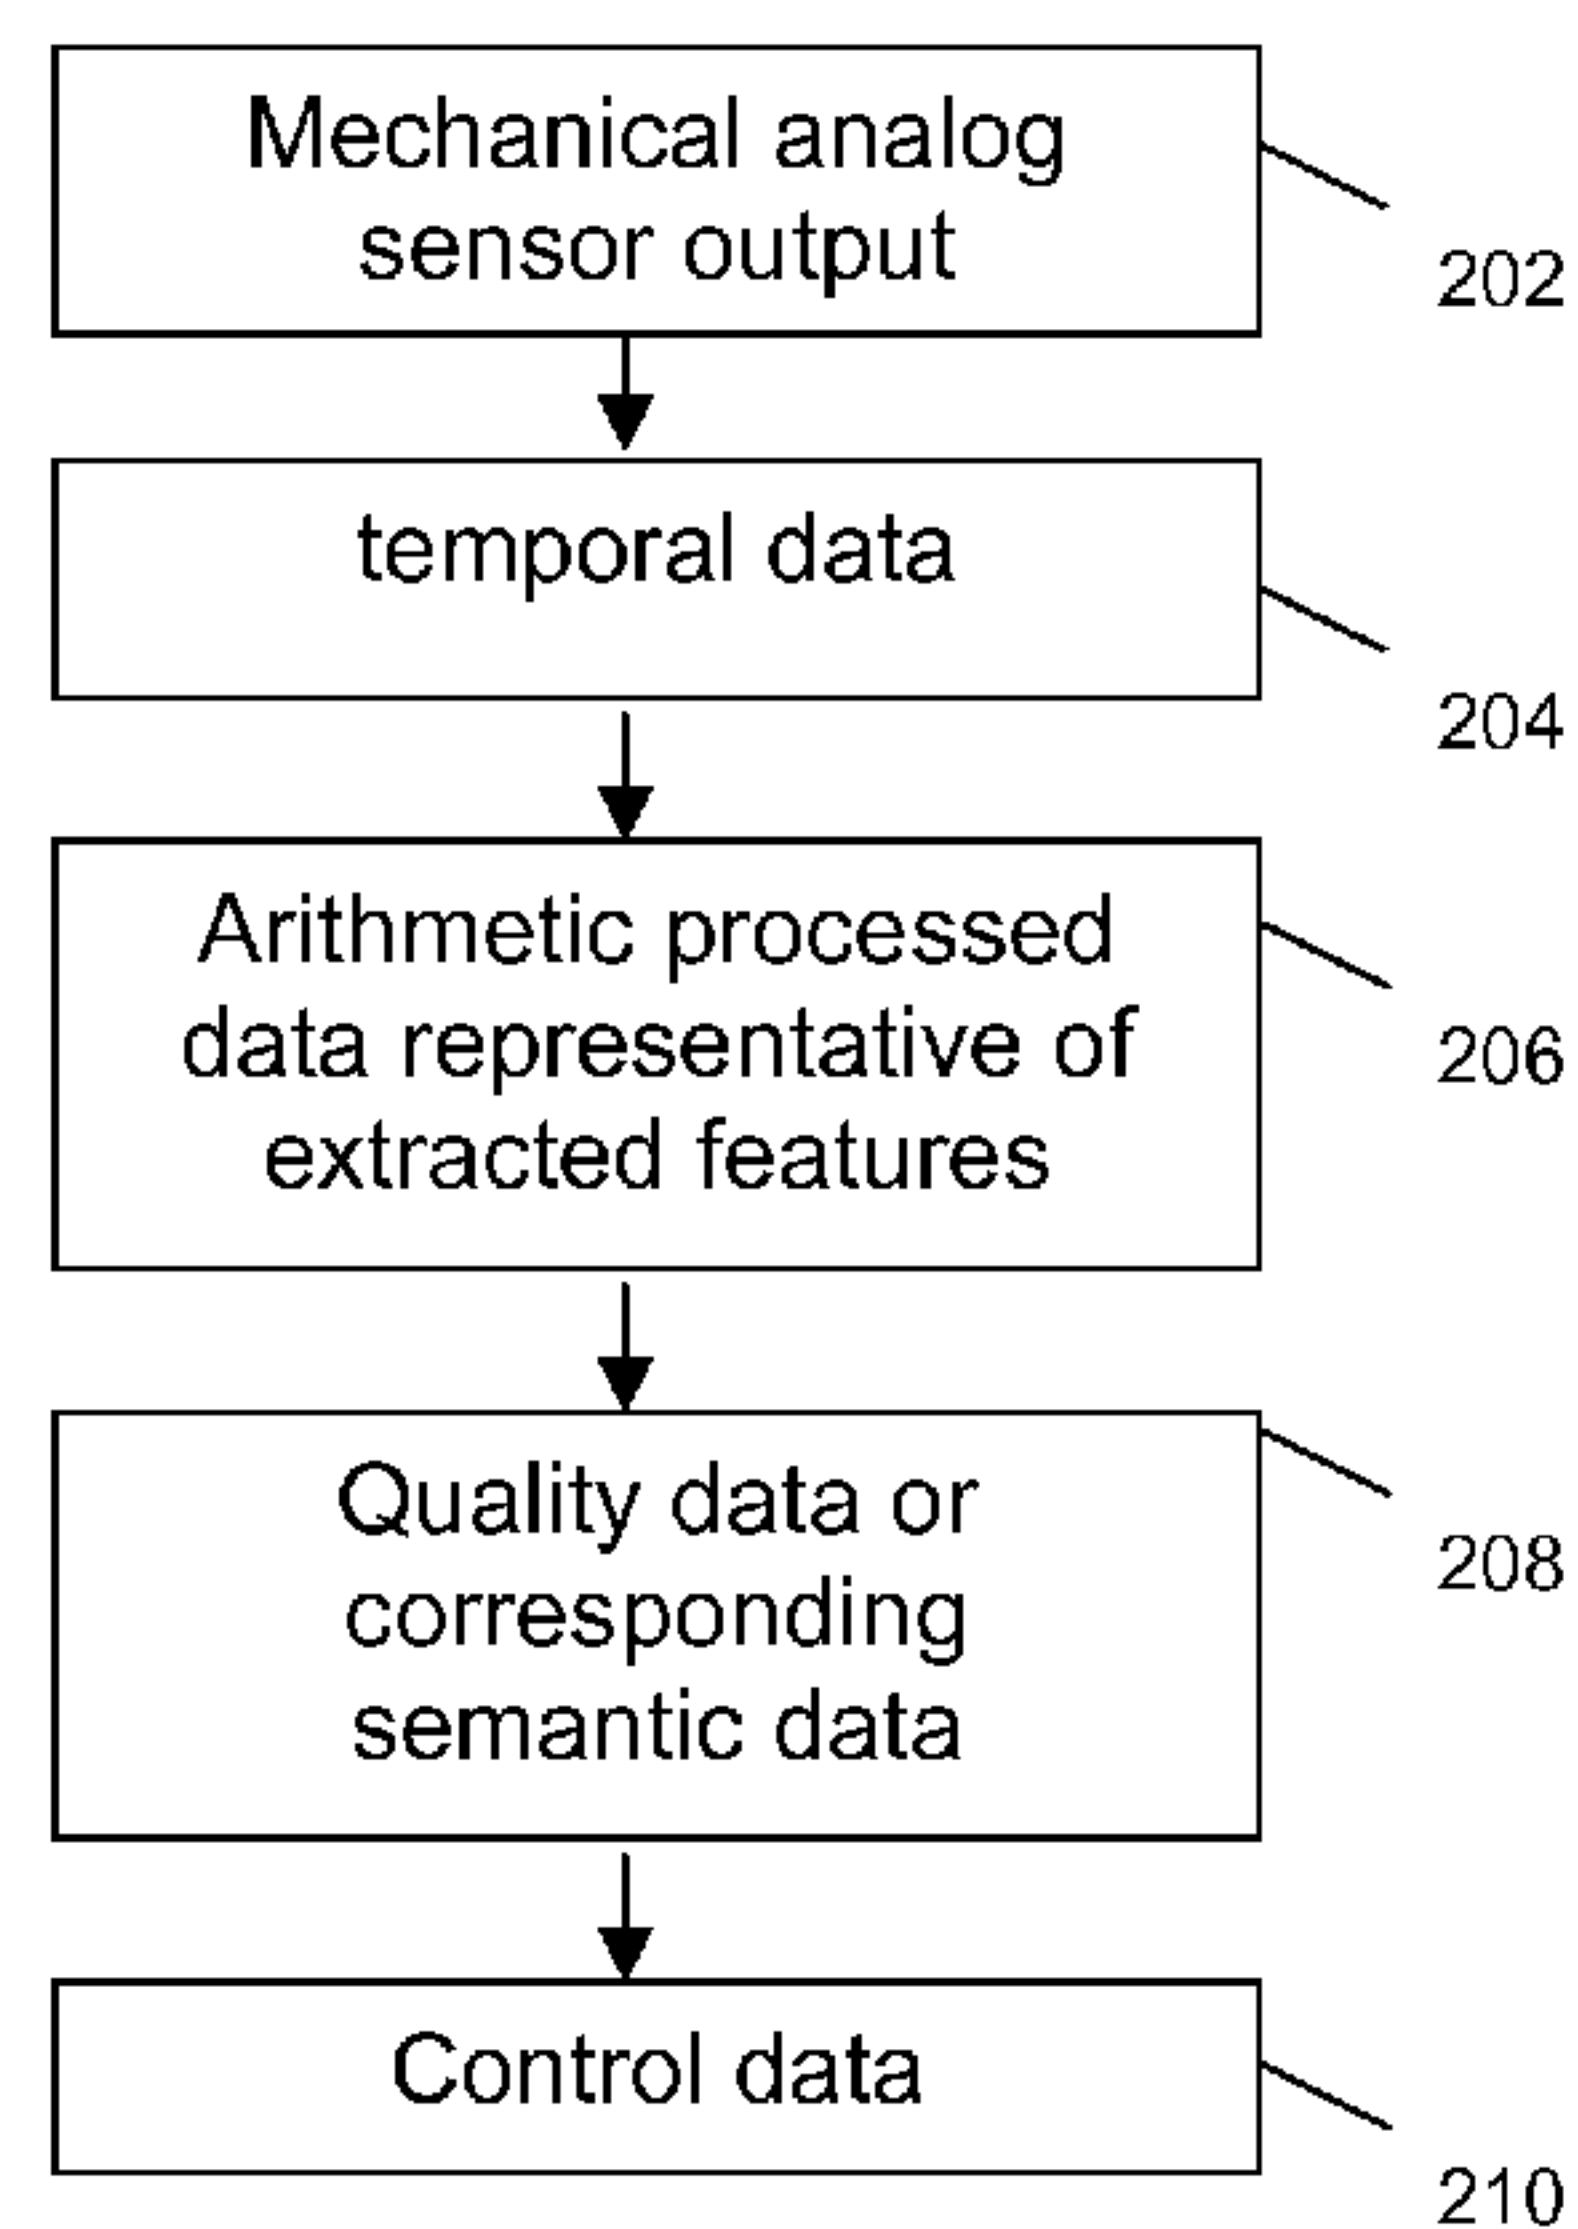 Mechanical analog
sensor output
202
temporal data
204
Arithmetic processed
data representative of
extracted features
206
Quality data or
corresponding
semantic data
208
Control data
210